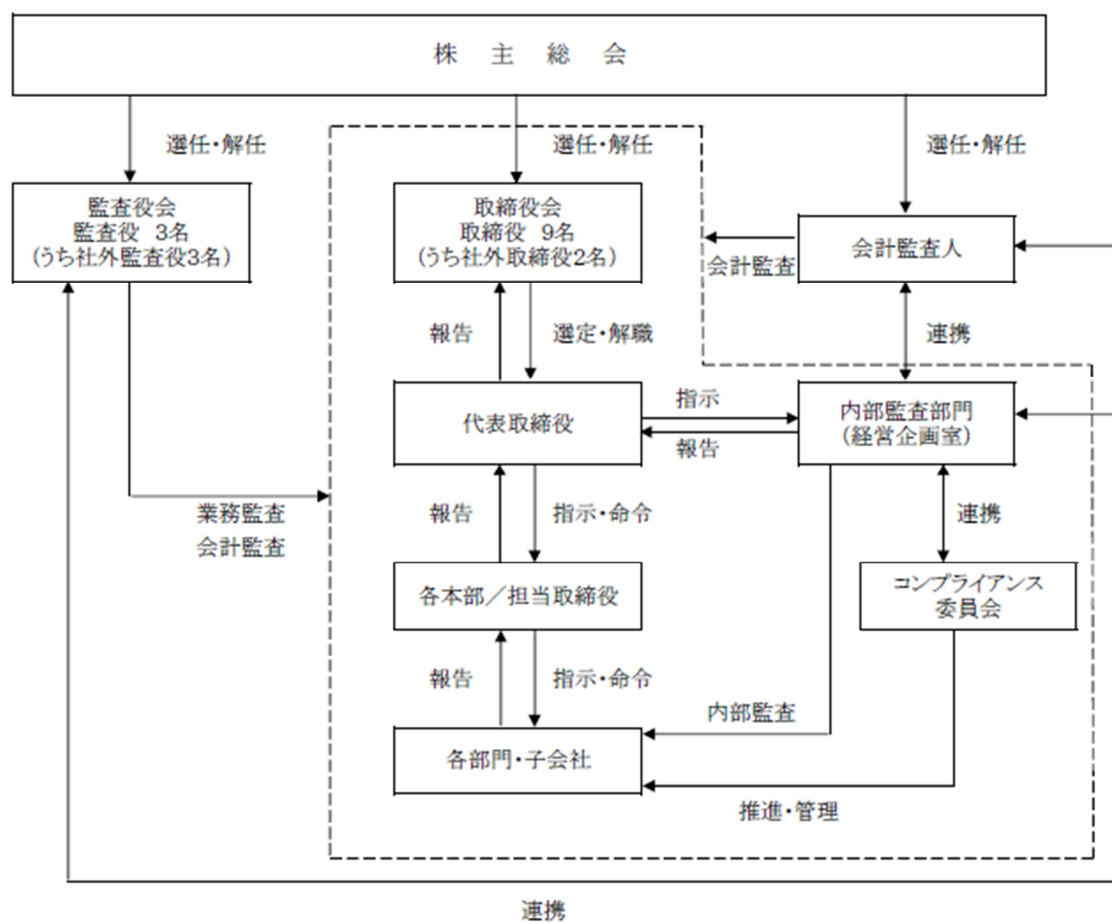 株 主 総 会
選任・解任
選任・解任
選任・解任
監査役会
監査役 3名
(うち社外監査役3名)
取締役会
取締役 9名
(うち社外取締役2名)
会計監査人
会計監査
報告
選定・解職
連携
代表取締役
指示
報告
内部監査部門
(経営企画室)
業務監査
会計監査
報告
指示・命令
連携
各本部／担当取締役
コンプライアンス
委員会
報告
指示・命令
内部監査
各部門・子会社
推進・管理
連携